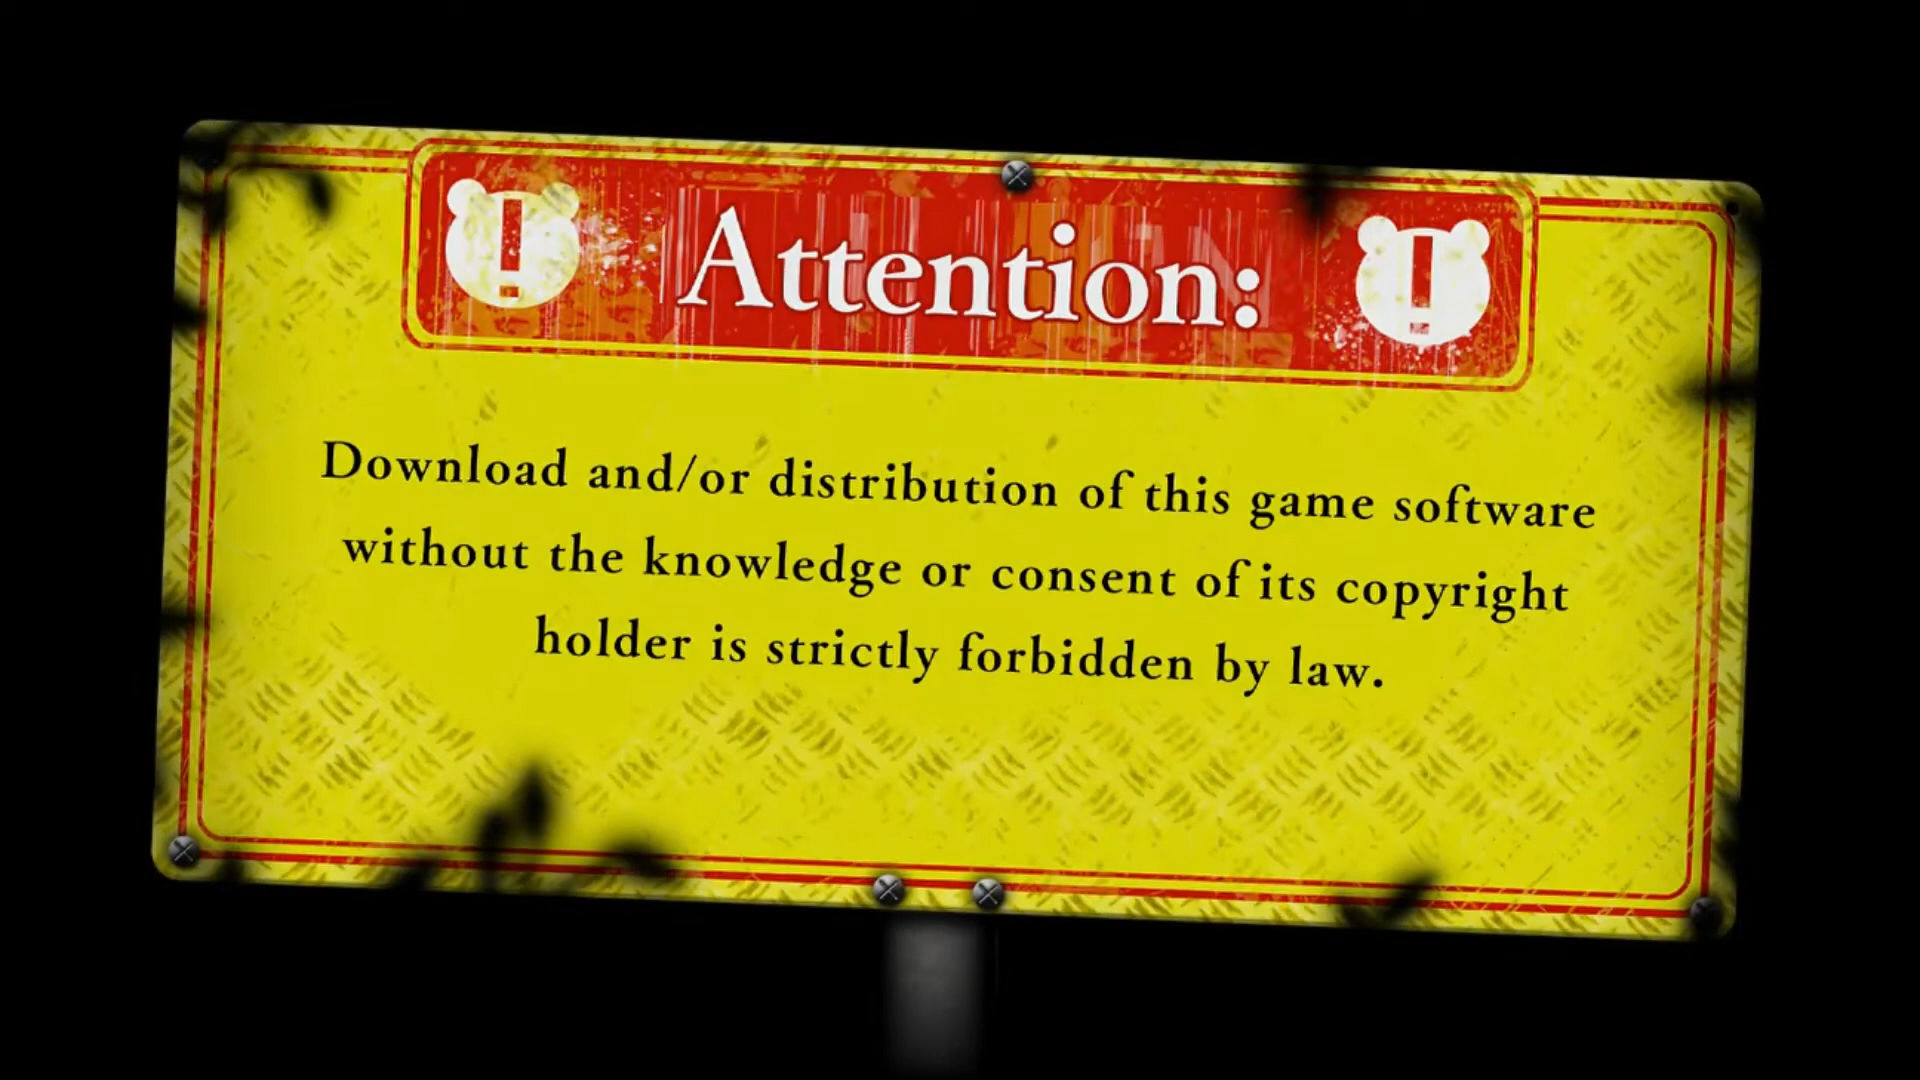 Attention:
Download and/or distribution of this game software
without the knowledge or consent of its copyright
holder is strictly forbidden by law.